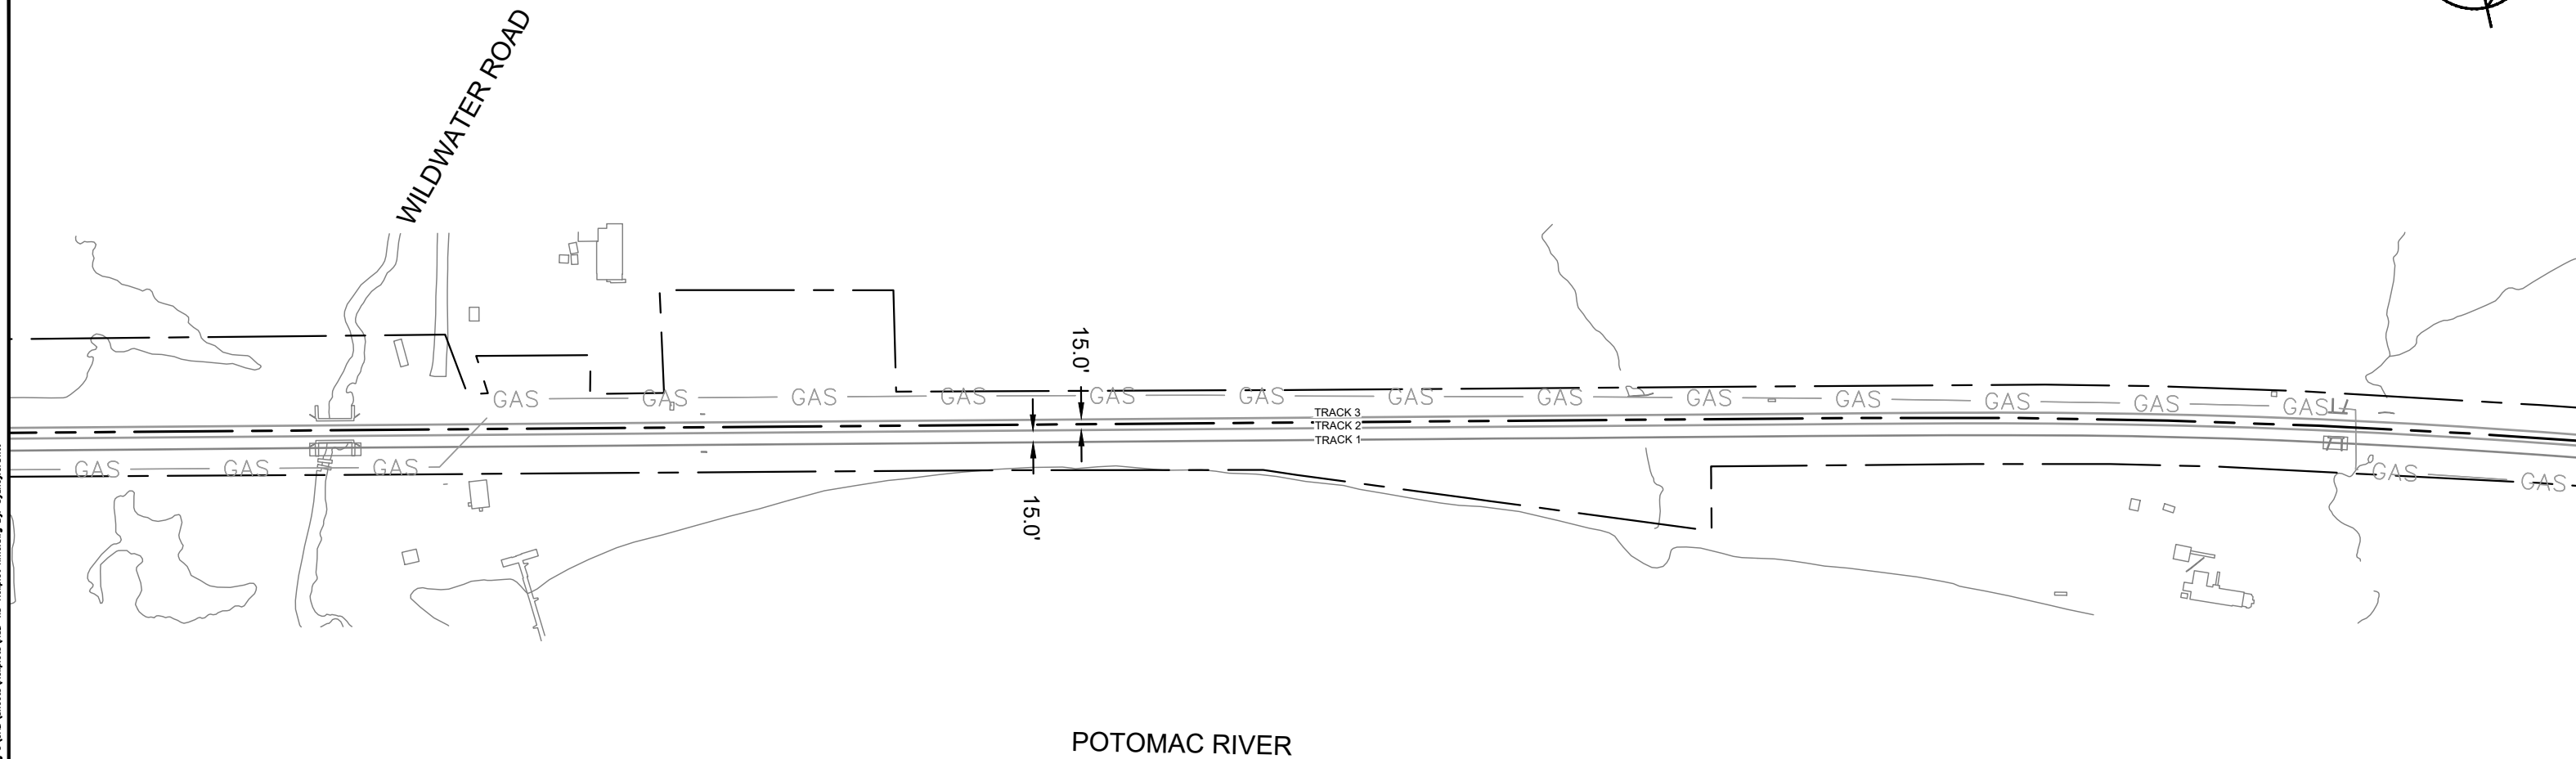 WILDWATER ROAD
15.0'
GAS GAS GAS GAS GAS GAS GAS GAS GAS GAS GAS GAS GAS
TRACK 3
TRACK 2
TRACK 1
GAS GAS GAS GAS GAS
15.0'
POTOMAC RIVER